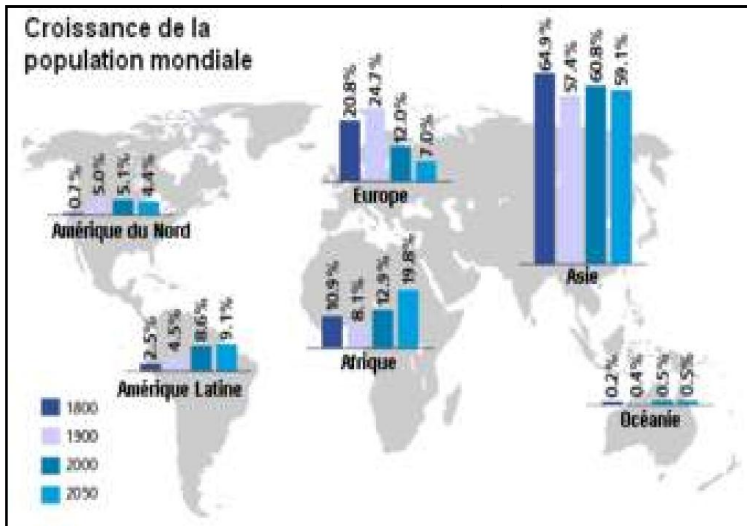 Croissance de la
population mondiale
0.7% 5.0% 5.1% 4.4%
Amérique du Nord
20.8% 24.7% 12.0% 7.0%
Europe
64.9% 57.4% 60.8% 59.1%
Asie
2.5% 4.5% 8.6% 9.1%
Amérique Latine
10.9% 8.1% 12.9% 19.8%
Afrique
0.2% 0.4% 0.5% 0.5%
Océanie
1800
1900
2000
2050